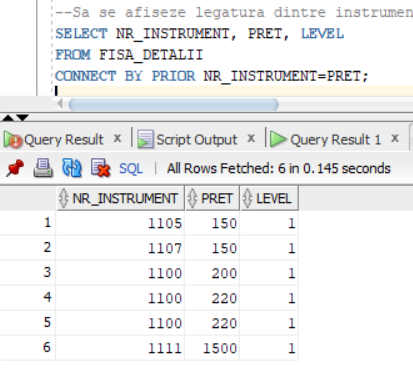 --Sa se afiseze legatura dintre
SELECT NR_INSTRUMENT, PRET, LEVEL
FROM FISA_DETALII
CONNECT BY PRIOR NR_INSTRUMENT=PRET;
Query Result x Script Output x Query Result 1 x
SQL | All Rows Fetched: 6 in 0.145 seconds
NR_INSTRUMENT PRET LEVEL
1 1105 150 1
2 1107 150 1
3 1100 200 1
4 1100 220 1
5 1100 220 1
6 1111 1500 1